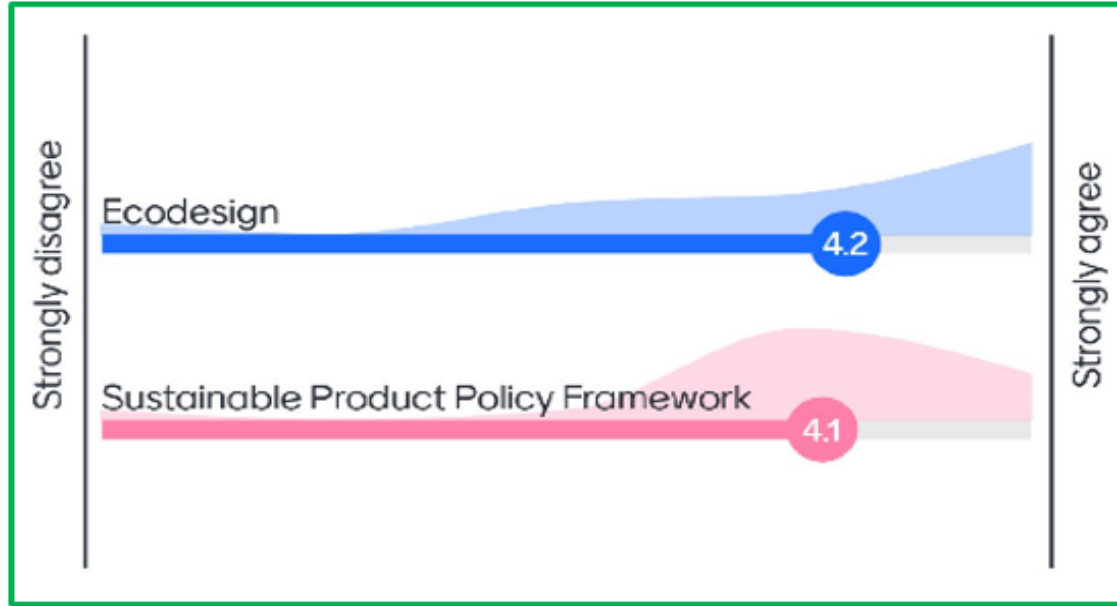 Strongly disagree
Ecodesign
4.2
Sustainable Product Policy Framework
4.1
Strongly agree